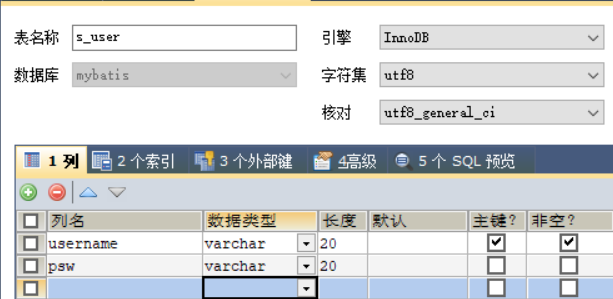 表名称 s_user 引擎 InnoDB
数据库 mybatis 字符集 utf8
核对 utf8_general_ci
1 列 2 个索引 3 个外部键 4高级 5 个 SQL 预览
列名 数据类型 长度 默认 主键? 非空?
username varchar 20
psw varchar 20